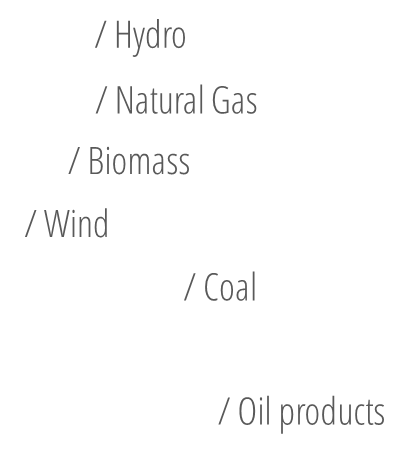 / Hydro
/ Natural Gas
/ Biomass
/ Wind
/ Coal
/ Oil products